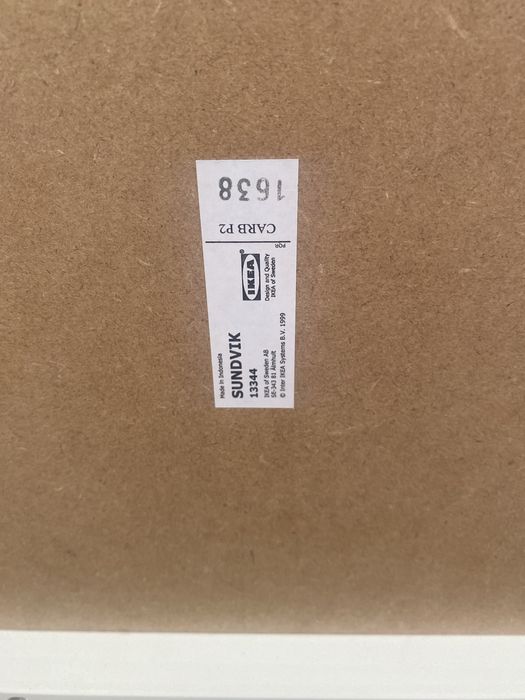 Made in Indonesia
SUNDVIK
13344
IKEA of Sweden AB
SE-343 81 Älmhult
© Inter IKEA Systems B.V. 1999
IKEA®
Design and Quality
IKEA of Sweden
PQR
CARB P2
1638